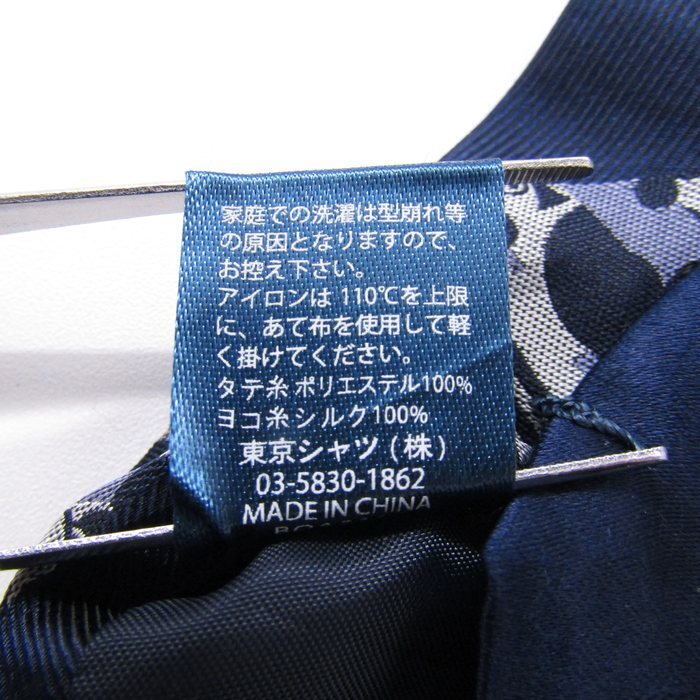 家庭での洗濯は型崩れ等
の原因となりますので、
お控え下さい。
アイロンは 110℃を上限
に、あて布を使用して軽
く掛けてください。
タテ糸 ポリエステル100%
ヨコ糸 シルク 100%
東京シャツ (株)
03-5830-1862
MADE IN CHINA